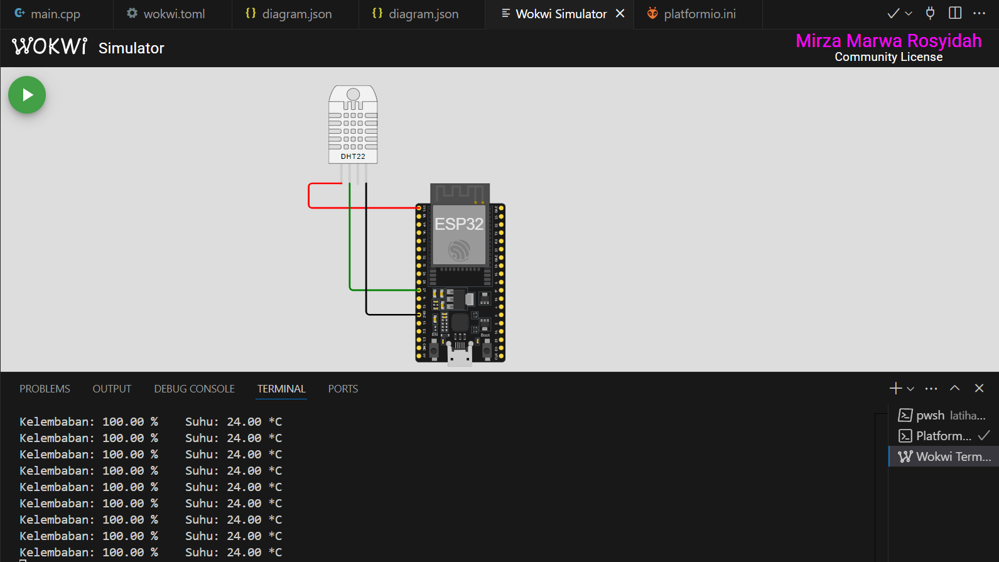 main.cpp
wokwi.toml
diagram.json
diagram.json
Wokwi Simulator
platformio.ini
WOKWi Simulator
Mirza Marwa Rosyidah
Community License
DHT22
ESP32
EN
Boot
PROBLEMS
OUTPUT
DEBUG CONSOLE
TERMINAL
PORTS
Kelembaban: 100.00 % Suhu: 24.00 *C
Kelembaban: 100.00 % Suhu: 24.00 *C
Kelembaban: 100.00 % Suhu: 24.00 *C
Kelembaban: 100.00 % Suhu: 24.00 *C
Kelembaban: 100.00 % Suhu: 24.00 *C
Kelembaban: 100.00 % Suhu: 24.00 *C
Kelembaban: 100.00 % Suhu: 24.00 *C
Kelembaban: 100.00 % Suhu: 24.00 *C
Kelembaban: 100.00 % Suhu: 24.00 *C
pwsh latiha...
Platform...
Wokwi Term...